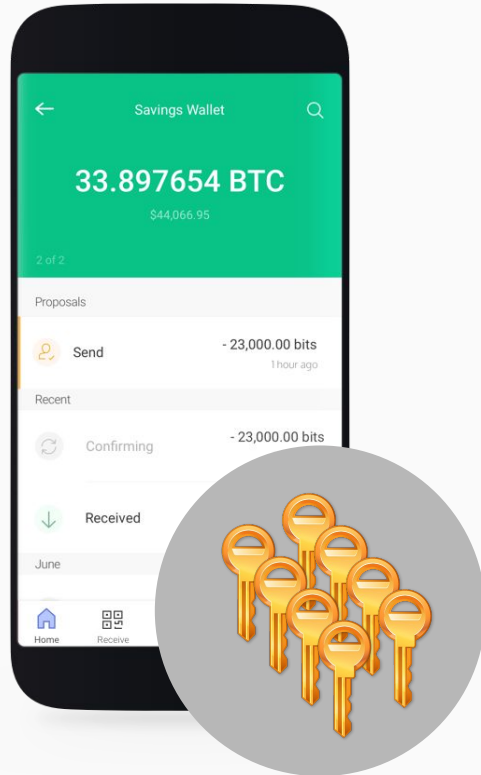 Savings Wallet
33.897654 BTC
$44,066.95
2 of 2
Proposals
Send - 23,000.00 bits
1 hour ago
Recent
Confirming - 23,000.00 bits
Received
June
Home Receive